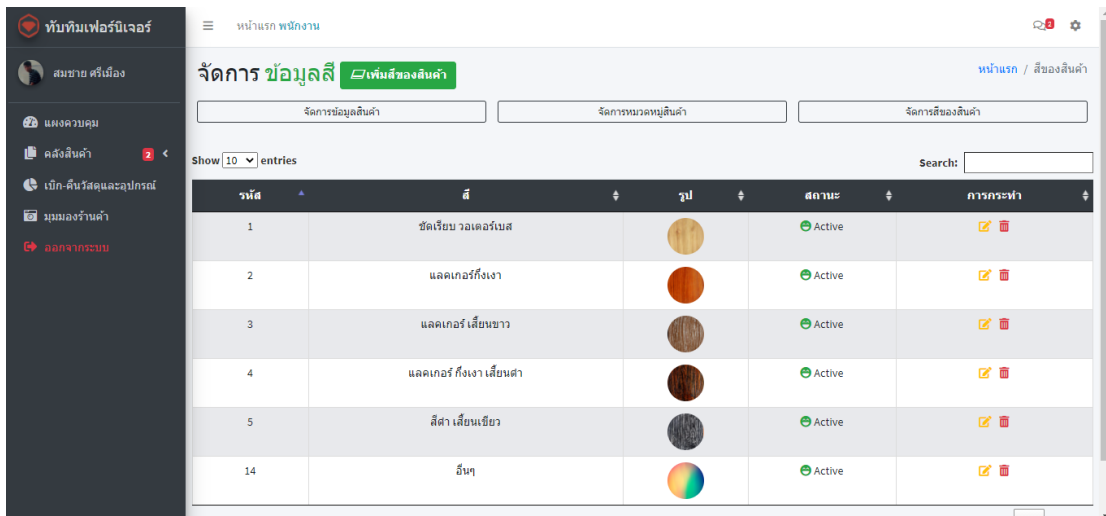 ทับทิมเฟอร์นิเจอร์
หน้าแรก พนักงาน
2
สมชาย ศรีเมือง
จัดการ ข้อมูลสี เพิ่มสีของสินค้า
หน้าแรก / สีของสินค้า
จัดการข้อมูลสินค้า จัดการหมวดหมู่สินค้า จัดการสีของสินค้า
แผงควบคุม
คลังสินค้า 2
เบิก-คืนวัสดุและอุปกรณ์
มุมมองร้านค้า
ออกจากระบบ
Show 10 entries
Search:
รหัส สี รูป สถานะ การกระทำ
1 ขัดเรียบ วอเตอร์เบส Active
2 แลคเกอร์กึ่งเงา Active
3 แลคเกอร์ เสี้ยนขาว Active
4 แลคเกอร์ กึ่งเงา เสี้ยนดำ Active
5 สีดำ เสี้ยนเขียว Active
14 อื่นๆ Active